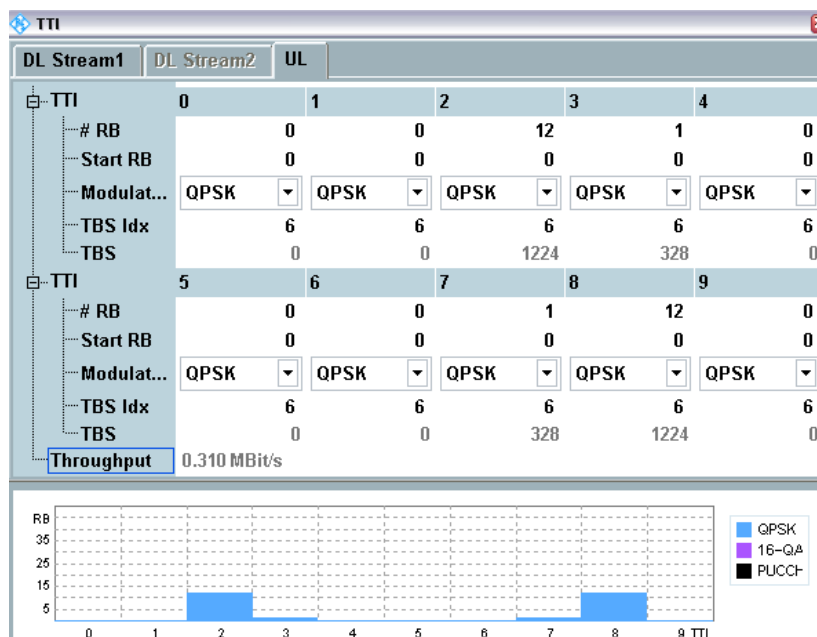 TTI
DL Stream1 DL Stream2 UL
TTI 0 1 2 3 4
# RB 0 0 12 1 0
Start RB 0 0 0 0 0
Modulat... QPSK QPSK QPSK QPSK QPSK
TBS Idx 6 6 6 6 6
TBS 0 0 1224 328 0
TTI 5 6 7 8 9
# RB 0 0 1 12 0
Start RB 0 0 0 0 0
Modulat... QPSK QPSK QPSK QPSK QPSK
TBS Idx 6 6 6 6 6
TBS 0 0 328 1224 0
Throughput 0.310 MBit/s
RB
35
25
15
5
0 1 2 3 4 5 6 7 8 9 TTI
QPSK
16-QA
PUCCH